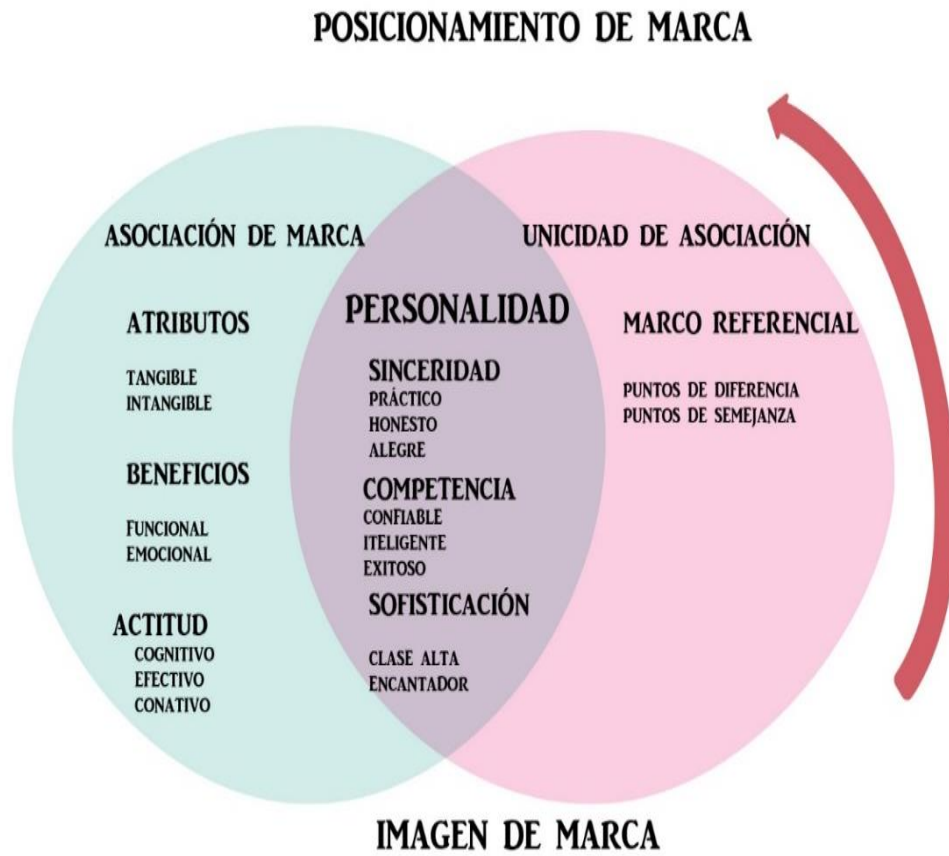 POSICIONAMIENTO DE MARCA
ASOCIACIÓN DE MARCA
ATRIBUTOS
TANGIBLE
INTANGIBLE
BENEFICIOS
FUNCIONAL
EMOCIONAL
ACTITUD
COGNITIVO
EFECTIVO
CONATIVO
PERSONALIDAD
SINCERIDAD
PRÁCTICO
HONESTO
ALEGRE
COMPETENCIA
CONFIABLE
ITELIGENTE
EXITOSO
SOFISTICACIÓN
CLASE ALTA
ENCANTADOR
UNICIDAD DE ASOCIACIÓN
MARCO REFERENCIAL
PUNTOS DE DIFERENCIA
PUNTOS DE SEMEJANZA
IMAGEN DE MARCA